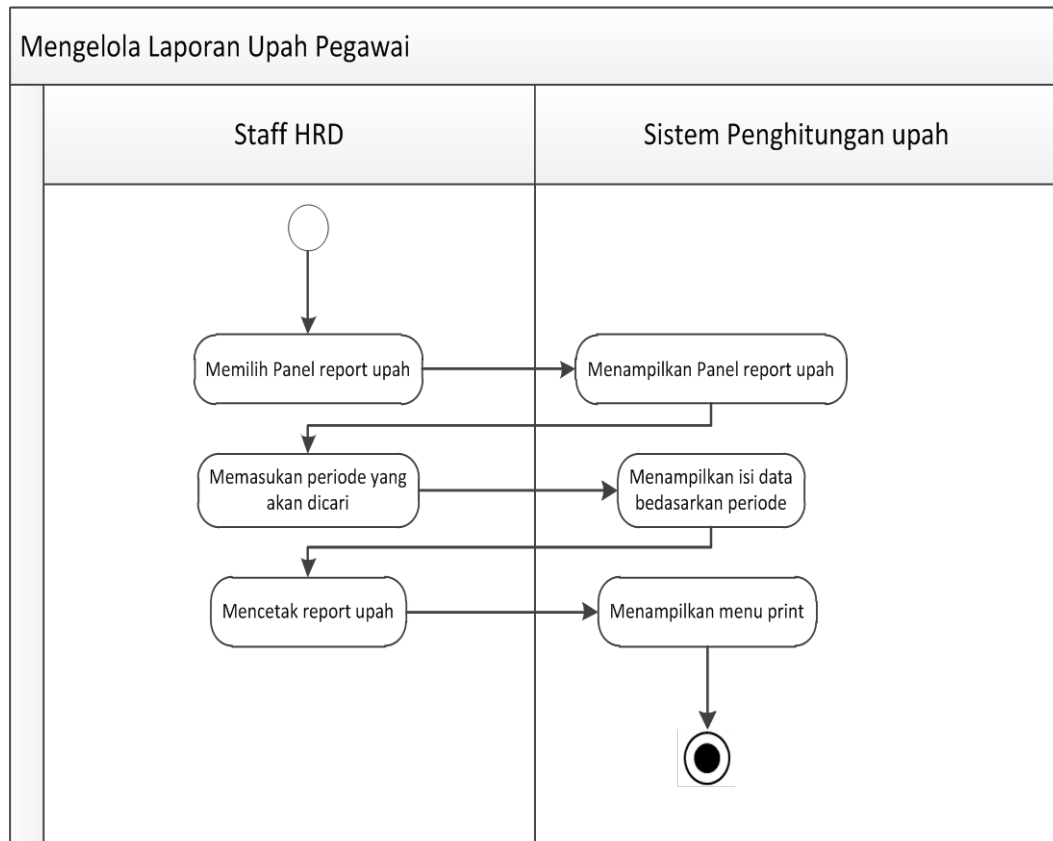 Mengelola Laporan Upah Pegawai
Staff HRD
Sistem Penghitungan upah
Memilih Panel report upah
Menampilkan Panel report upah
Memasukan periode yang
akan dicari
Menampilkan isi data
bedasarkan periode
Mencetak report upah
Menampilkan menu print